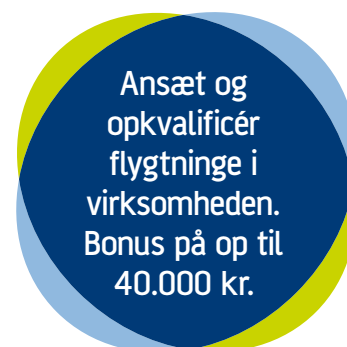 Ansæt og
opkvalificér
flygtninge i
virksomheden.
Bonus på op til
40.000 kr.